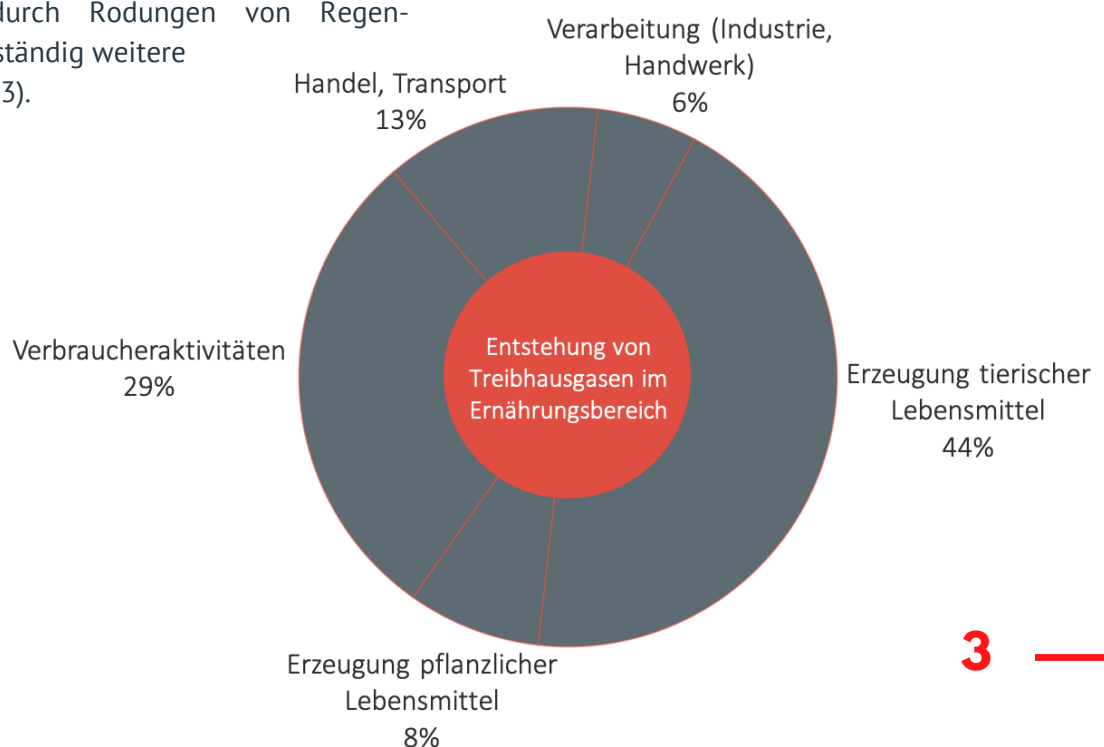 durch Rodungen von Regen-
ständig weitere
3).
Verarbeitung (Industrie,
Handwerk)
6%
Handel, Transport
13%
Verbraucheraktivitäten
29%
Entstehung von
Treibhausgasen im
Ernährungsbereich
Erzeugung tierischer
Lebensmittel
44%
Erzeugung pflanzlicher
Lebensmittel
8%
3